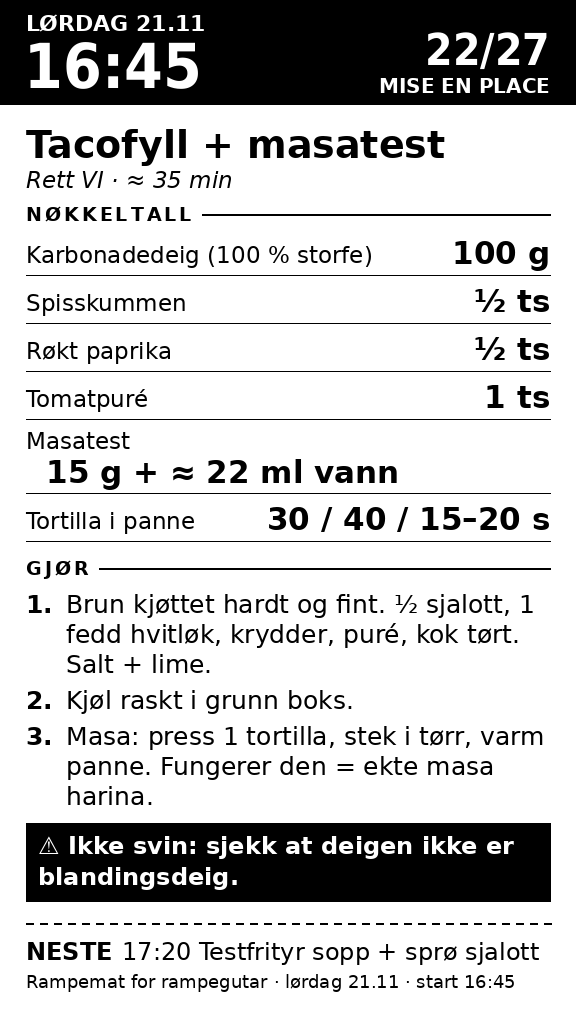 LØRDAG 21.11
16:45
22/27
MISE EN PLACE
Tacofyll + masatest
Rett VI · ≈ 35 min
NØKKELTALL
Karbonadedeig (100 % storfe) 100 g
Spisskummen ½ ts
Røkt paprika ½ ts
Tomatpuré 1 ts
Masatest
15 g + ≈ 22 ml vann
Tortilla i panne 30 / 40 / 15–20 s
GJØR
1. Brun kjøttet hardt og fint. ½ sjalott, 1
fedd hvitløk, krydder, puré, kok tørt.
Salt + lime.
2. Kjøl raskt i grunn boks.
3. Masa: press 1 tortilla, stek i tørr, varm
panne. Fungerer den = ekte masa
harina.
⚠ Ikke svin: sjekk at deigen ikke er
blandingsdeig.
NESTE 17:20 Testfrityr sopp + sprø sjalott
Rampemat for rampegutar · lørdag 21.11 · start 16:45